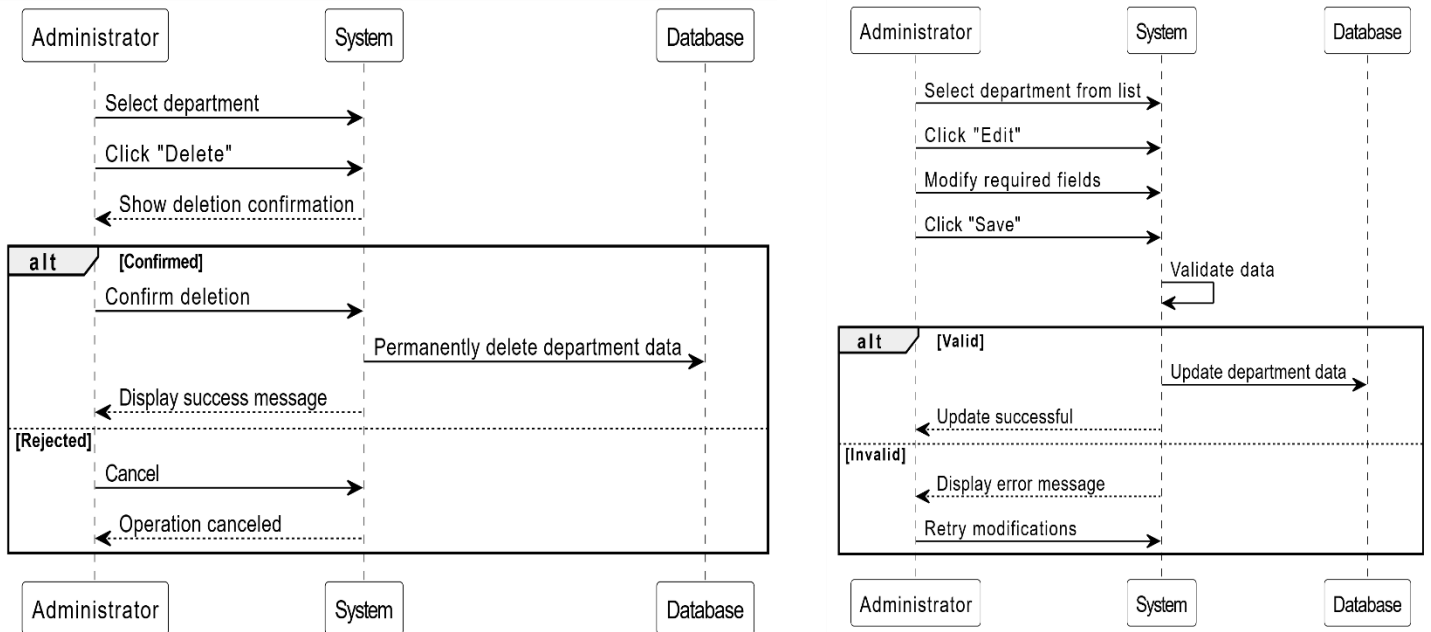 Administrator System Database
Select department
Click "Delete"
Show deletion confirmation
alt [Confirmed]
Confirm deletion
Permanently delete department data
Display success message
[Rejected]
Cancel
Operation canceled
Administrator System Database
Administrator System Database
Select department from list
Click "Edit"
Modify required fields
Click "Save"
Validate data
alt [Valid]
Update department data
Update successful
[Invalid]
Display error message
Retry modifications
Administrator System Database